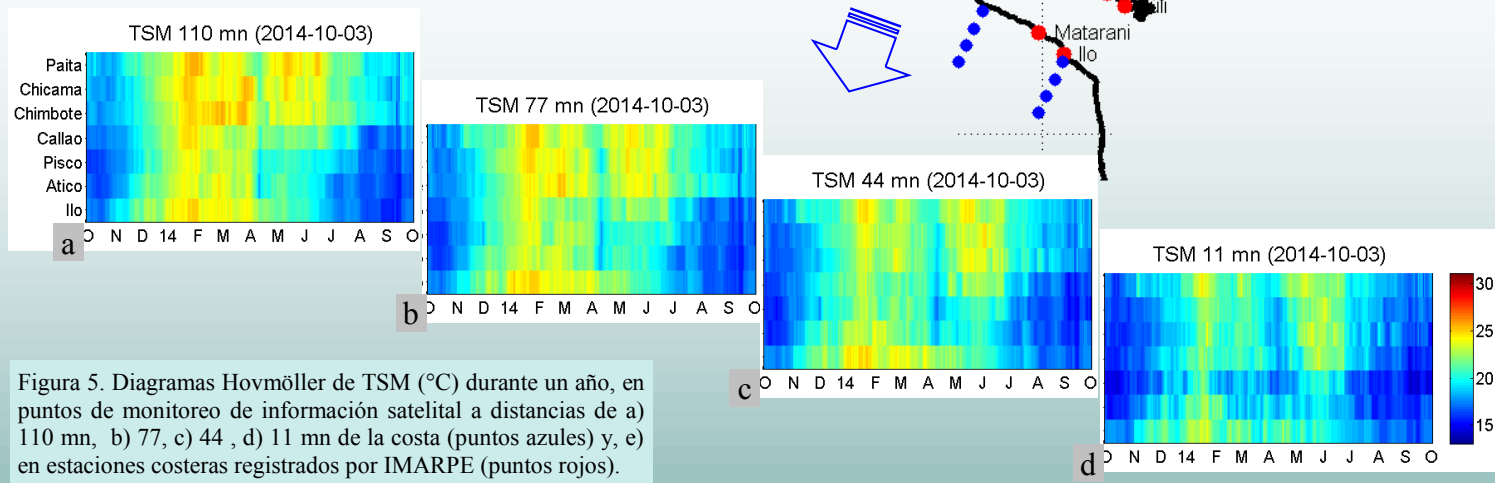 TSM 110 mn (2014-10-03)
Paita
Chicama
Chimbote
Callao
Pisco
Atico
Ilo
O N D 14 F M A M J J A S O
a
TSM 77 mn (2014-10-03)
O N D 14 F M A M J J A S O
b
TSM 44 mn (2014-10-03)
O N D 14 F M A M J J A S O
c
TSM 11 mn (2014-10-03)
O N D 14 F M A M J J A S O
d
30
25
20
15
Matarani
Ilo
Figura 5. Diagramas Hovmöller de TSM (°C) durante un año, en
puntos de monitoreo de información satelital a distancias de a)
110 mn, b) 77, c) 44 , d) 11 mn de la costa (puntos azules) y, e)
en estaciones costeras registrados por IMARPE (puntos rojos).